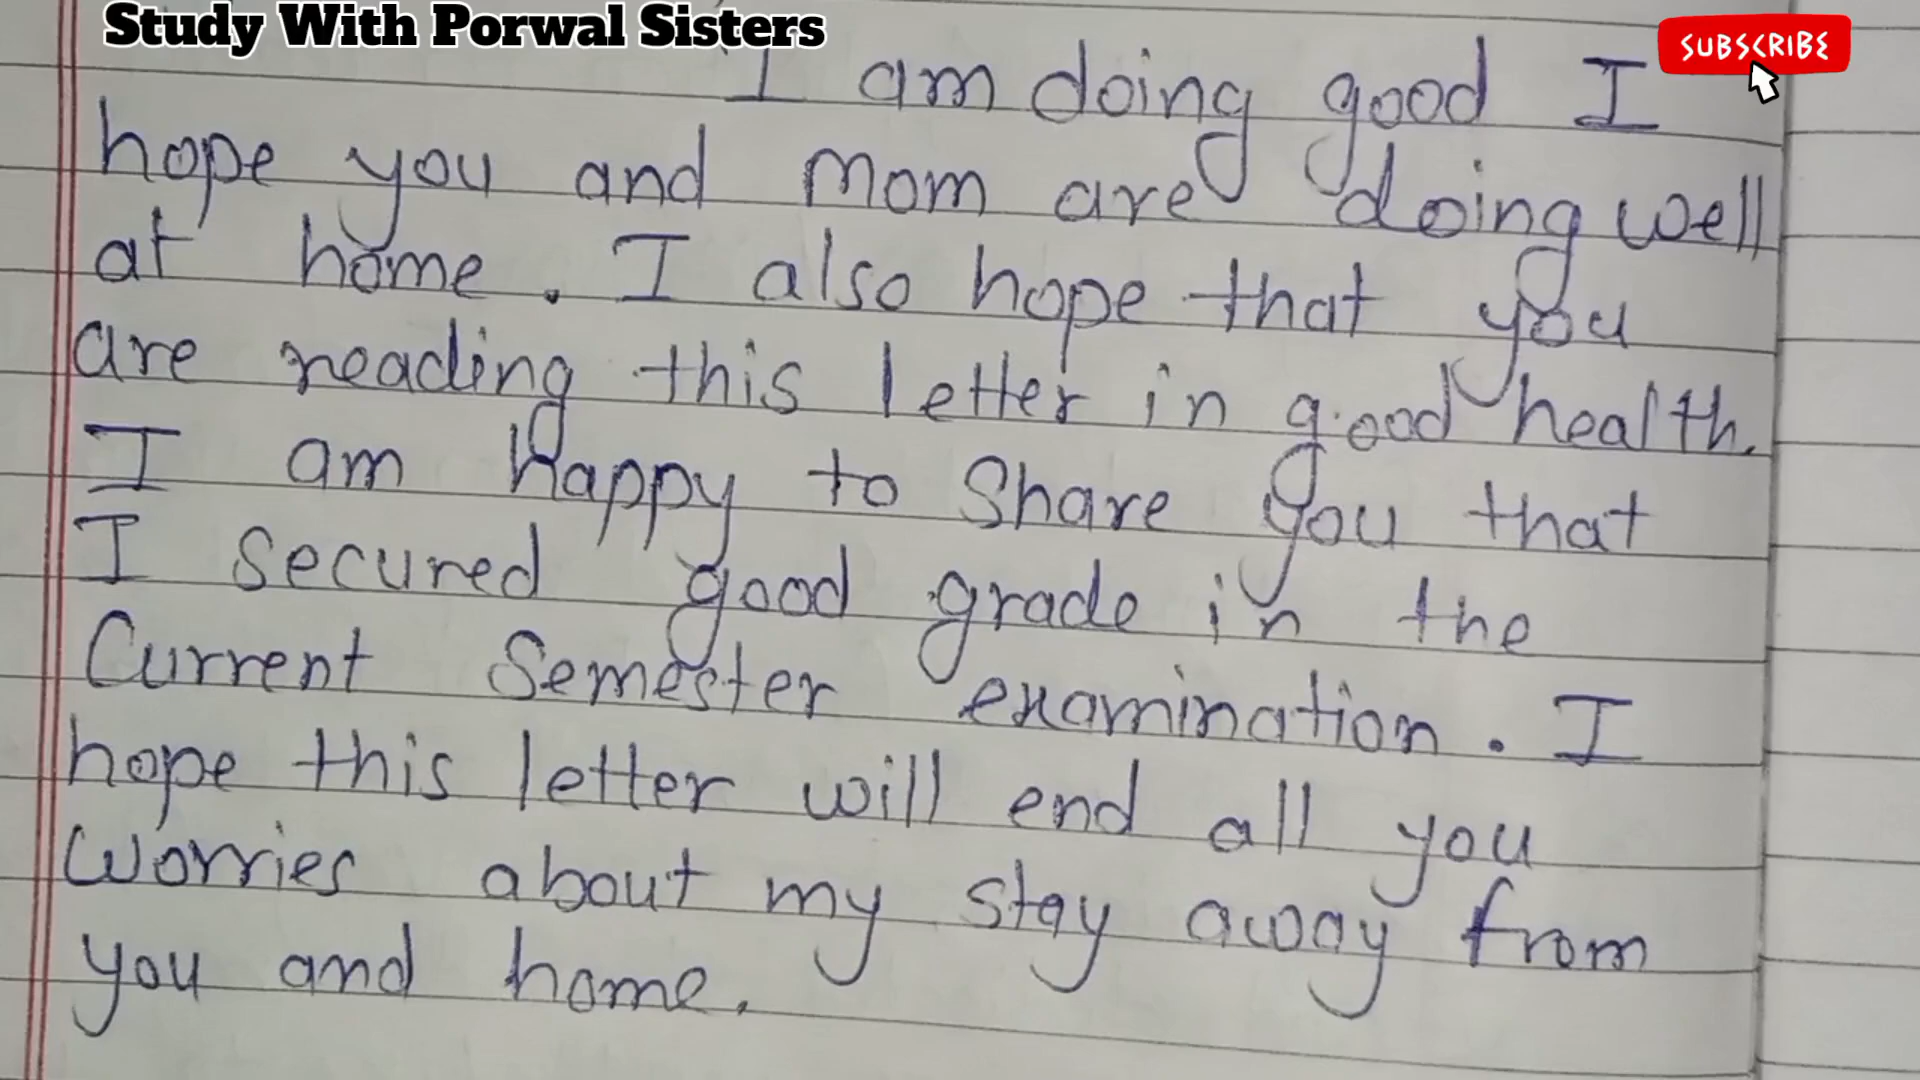 Study With Porwal Sisters
SUBSCRIBE
I am doing good I
hope you and mom are doing well
at home. I also hope that you
are reading this letter in good health.
I am happy to Share you that
I secured good grade in the
Current Semester examination. I
hope this letter will end all you
worries about my stay away from
you and home.